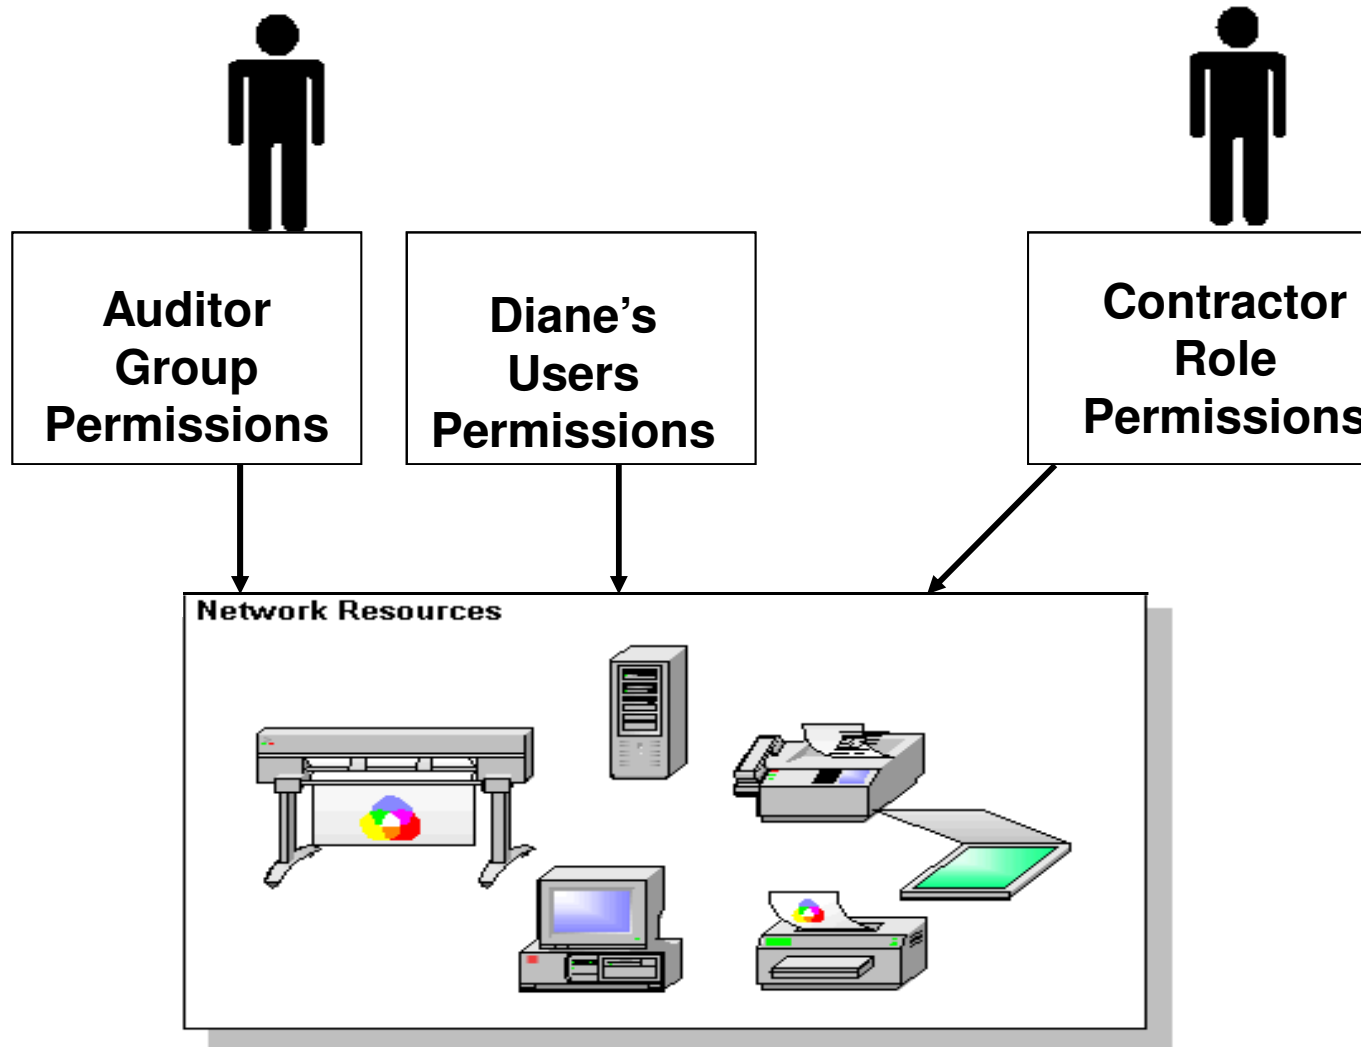 Auditor
Group
Permissions
Diane’s
Users
Permissions
Contractor
Role
Permissions
Network Resources